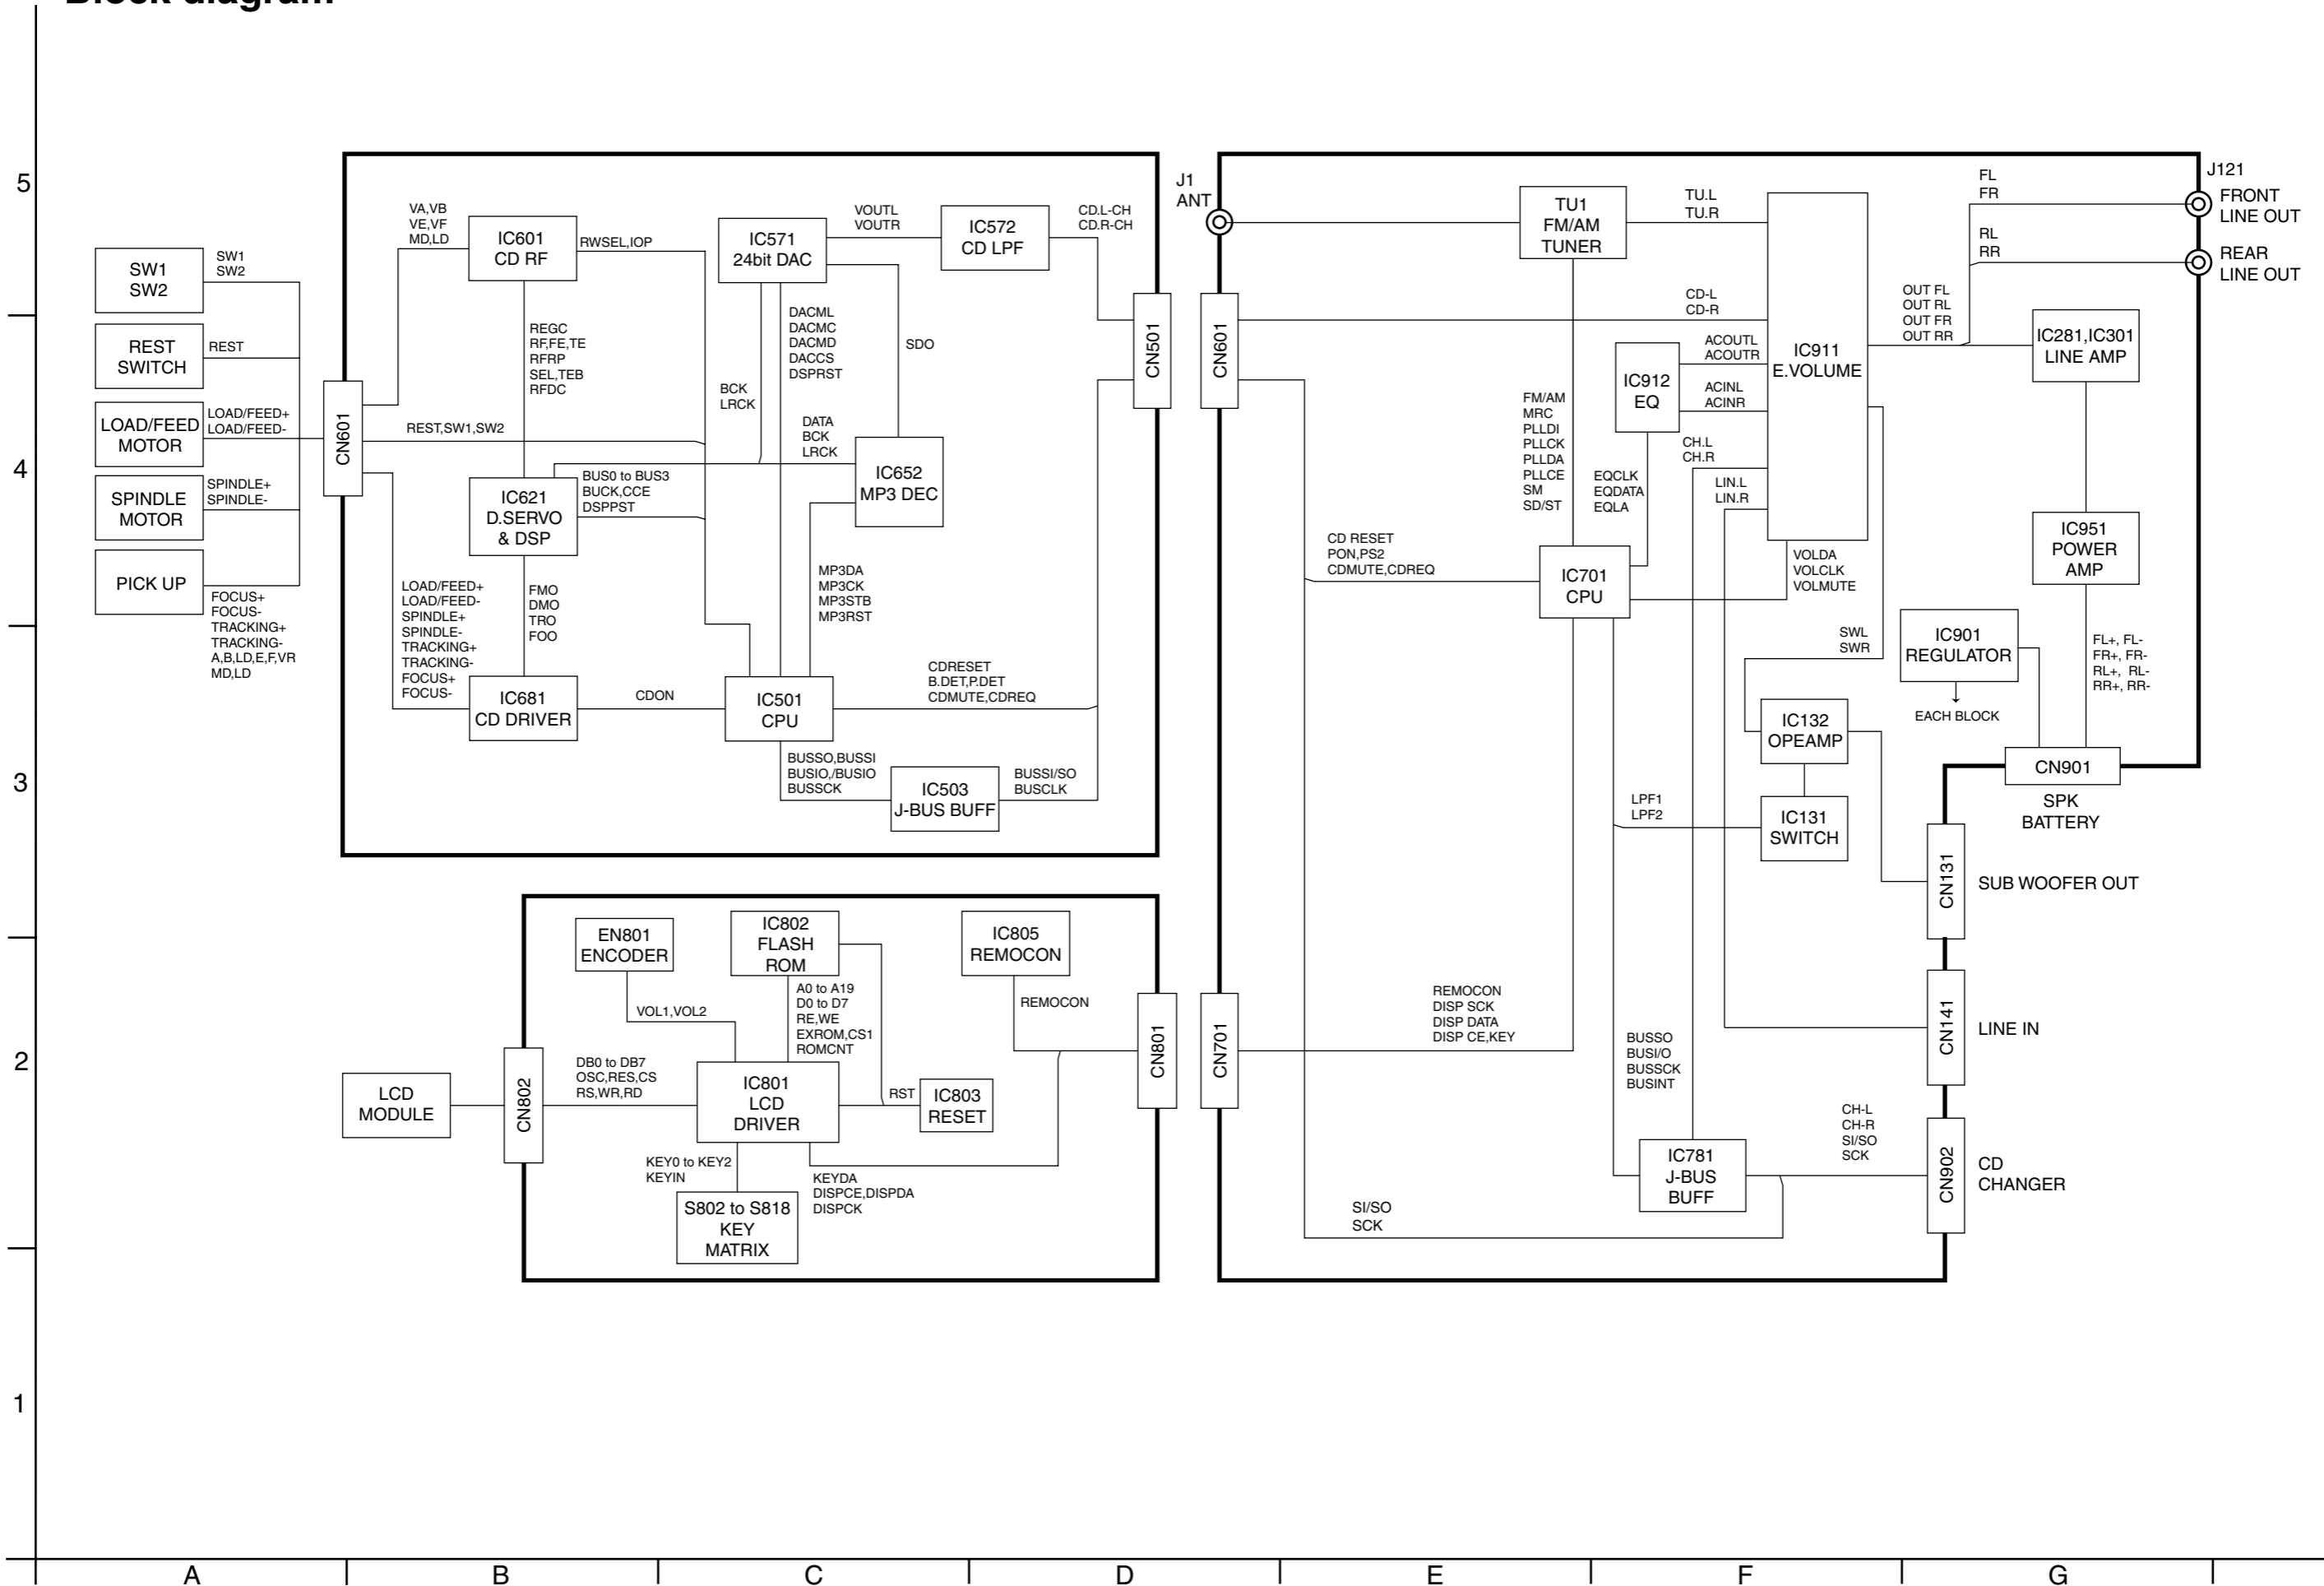 Block diagram
5
4
3
2
1
A
B
C
D
E
F
G
SW1
SW2
SW1
SW2
REST
SWITCH
REST
LOAD/FEED
MOTOR
LOAD/FEED+
LOAD/FEED-
SPINDLE
MOTOR
SPINDLE+
SPINDLE-
PICK UP
FOCUS+
FOCUS-
TRACKING+
TRACKING-
A,B,LD,E,F,VR
MD,LD
CN601
VA,VB
VE,VF
MD,LD
IC601
CD RF
RWSEL,IOP
REGC
RF,FE,TE
RFRP
SEL,TEB
RFDC
REST,SW1,SW2
IC621
D.SERVO
& DSP
BUS0 to BUS3
BUCK,CCE
DSPPST
LOAD/FEED+
LOAD/FEED-
SPINDLE+
SPINDLE-
TRACKING+
TRACKING-
FOCUS+
FOCUS-
FMO
DMO
TRO
FOO
IC681
CD DRIVER
CDON
IC571
24bit DAC
VOUTL
VOUTR
IC572
CD LPF
CD.L-CH
CD.R-CH
DACML
DACMC
DACMD
DACCS
DSPRST
SDO
BCK
LRCK
DATA
BCK
LRCK
IC652
MP3 DEC
MP3DA
MP3CK
MP3STB
MP3RST
IC501
CPU
CDRESET
B.DET,P.DET
CDMUTE,CDREQ
BUSSO,BUSSI
BUSIO,/BUSIO
BUSSCK
IC503
J-BUS BUFF
BUSSI/SO
BUSCLK
CN501
EN801
ENCODER
VOL1,VOL2
IC802
FLASH
ROM
A0 to A19
D0 to D7
RE,WE
EXROM,CS1
ROMCNT
IC805
REMOCON
REMOCON
CN801
LCD
MODULE
CN802
DB0 to DB7
OSC,RES,CS
RS,WR,RD
IC801
LCD
DRIVER
RST
IC803
RESET
KEY0 to KEY2
KEYIN
KEYDA
DISPCE,DISPDA
DISPCK
S802 to S818
KEY
MATRIX
J1
ANT
CN601
CN701
TU1
FM/AM
TUNER
TU.L
TU.R
CD-L
CD-R
IC911
E.VOLUME
ACOUTL
ACOUTR
IC912
EQ
ACINL
ACINR
CH.L
CH.R
LIN.L
LIN.R
FM/AM
MRC
PLLDI
PLLCK
PLLDA
PLLCE
SM
SD/ST
EQCLK
EQDATA
EQLA
CD RESET
PON,PS2
CDMUTE,CDREQ
IC701
CPU
VOLDA
VOLCLK
VOLMUTE
SWL
SWR
IC132
OPEAMP
LPF1
LPF2
IC131
SWITCH
REMOCON
DISP SCK
DISP DATA
DISP CE,KEY
BUSSO
BUSI/O
BUSSCK
BUSINT
IC781
J-BUS
BUFF
CH-L
CH-R
SI/SO
SCK
SI/SO
SCK
OUT FL
OUT RL
OUT FR
OUT RR
FL
FR
RL
RR
J121
FRONT
LINE OUT
REAR
LINE OUT
IC281,IC301
LINE AMP
IC951
POWER
AMP
IC901
REGULATOR
EACH BLOCK
FL+, FL-
FR+, FR-
RL+, RL-
RR+, RR-
CN901
SPK
BATTERY
CN131
SUB WOOFER OUT
CN141
LINE IN
CN902
CD
CHANGER